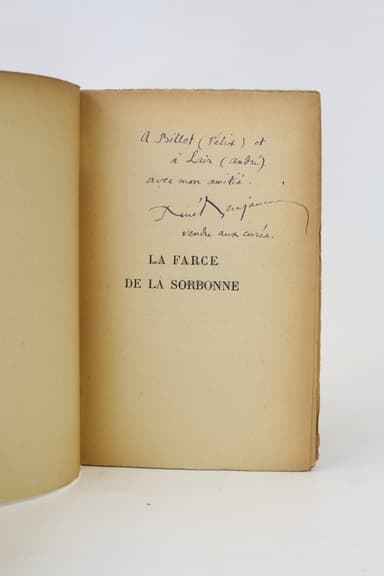 A Billot (Félix) et
à Lair (André)
avec mon amitié.
René Benjamin
vendu aux curés.
LA FARCE
DE LA SORBONNE